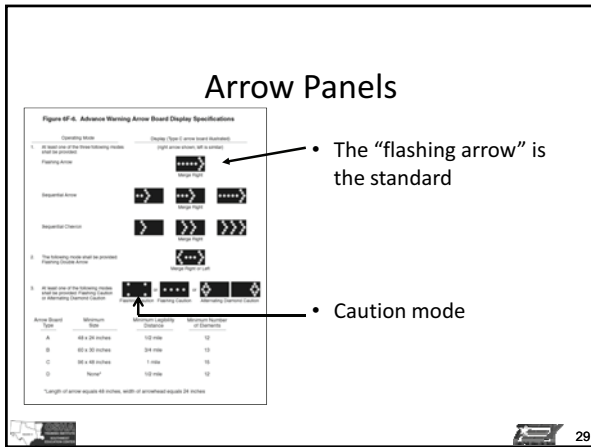 Arrow Panels
Figure 6F-6. Advance Warning Arrow Board Display Specifications
Operating Mode Display (Type C arrow board illustrated)
1. At least one of the three following modes (right arrow shown, left is similar)
shall be provided:
Flashing Arrow
Merge Right
Sequential Arrow
Merge Right
Sequential Chevron
Merge Right
2. The following mode shall be provided:
Flashing Double Arrow
Merge Right or Left
3. At least one of the following modes
shall be provided: Flashing Caution or or
or Alternating Diamond Caution
Flashing Caution Flashing Caution Alternating Diamond Caution
Arrow Board Minimum Minimum Legibility Minimum Number
Type Size Distance of Elements
A 48 x 24 inches 1/2 mile 12
B 60 x 30 inches 3/4 mile 13
C 96 x 48 inches 1 mile 15
D None* 1/2 mile 12
*Length of arrow equals 48 inches, width of arrowhead equals 24 inches
• The “flashing arrow” is
the standard
• Caution mode
29